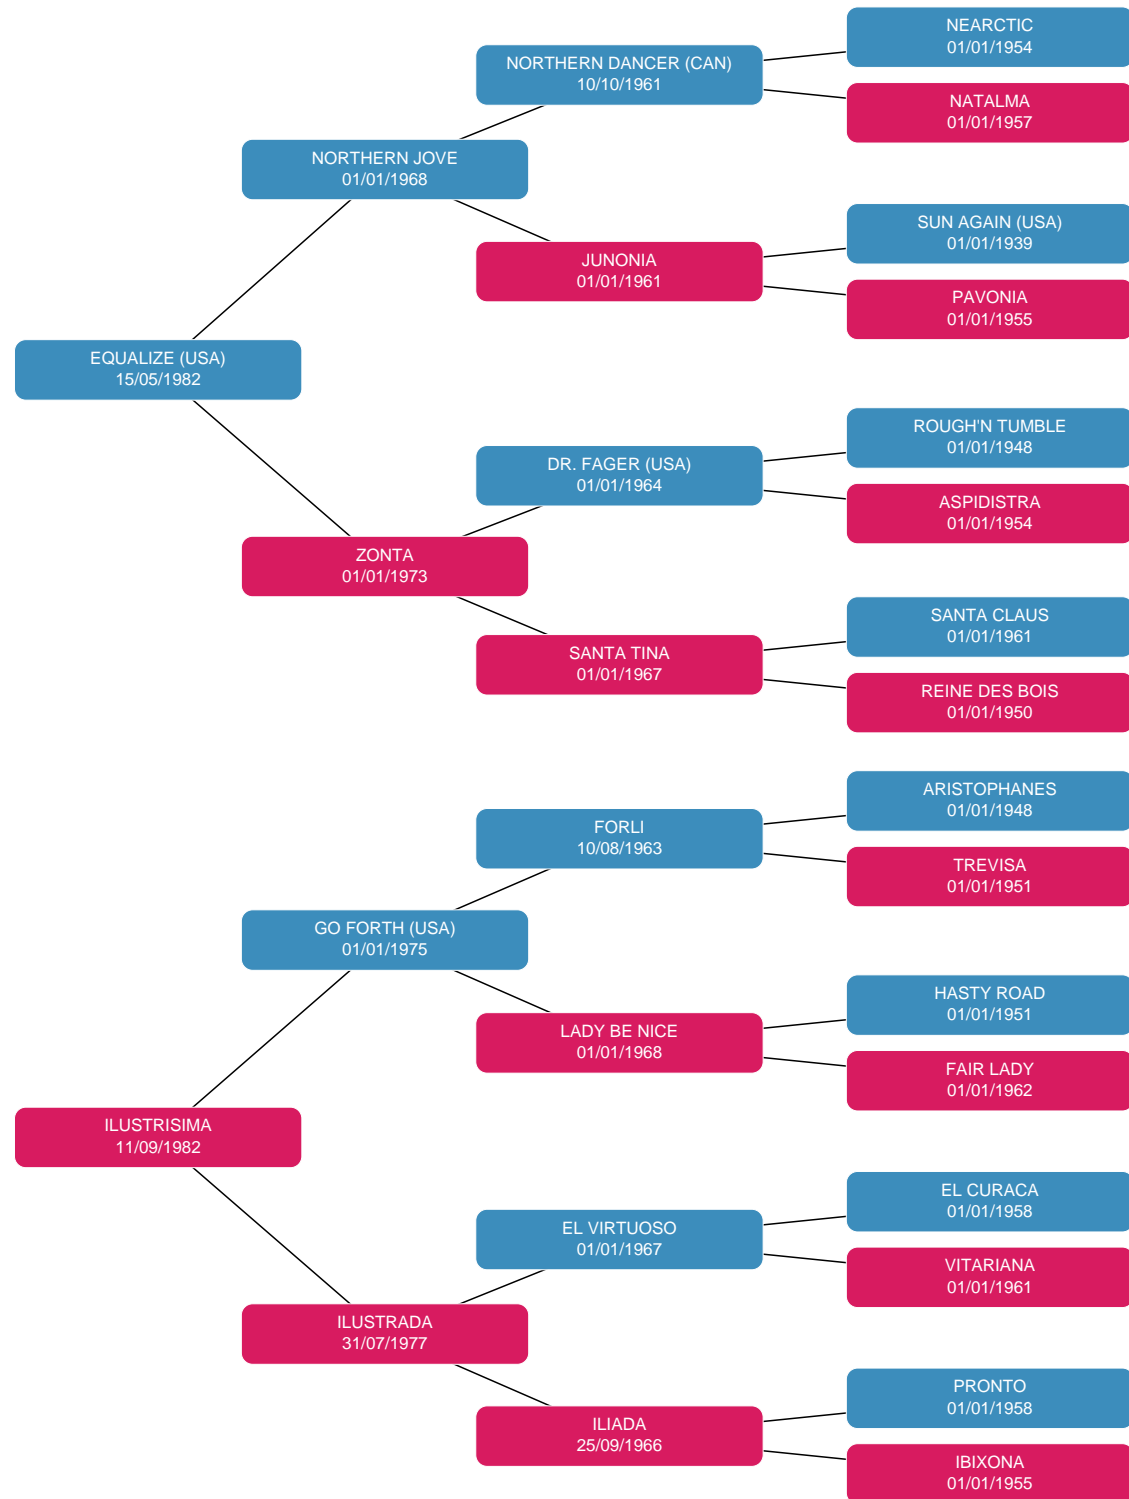 NEARCTIC
01/01/1954
NORTHERN DANCER (CAN)
10/10/1961
NATALMA
01/01/1957
NORTHERN JOVE
01/01/1968
SUN AGAIN (USA)
01/01/1939
JUNONIA
01/01/1961
PAVONIA
01/01/1955
EQUALIZE (USA)
15/05/1982
ROUGH'N TUMBLE
01/01/1948
DR. FAGER (USA)
01/01/1964
ASPIDISTRA
01/01/1954
ZONTA
01/01/1973
SANTA CLAUS
01/01/1961
SANTA TINA
01/01/1967
REINE DES BOIS
01/01/1950
ARISTOPHANES
01/01/1948
FORLI
10/08/1963
TREVISA
01/01/1951
GO FORTH (USA)
01/01/1975
HASTY ROAD
01/01/1951
LADY BE NICE
01/01/1968
FAIR LADY
01/01/1962
ILUSTRISIMA
11/09/1982
EL CURACA
01/01/1958
EL VIRTUOSO
01/01/1967
VITARIANA
01/01/1961
ILUSTRADA
31/07/1977
PRONTO
01/01/1958
ILIADA
25/09/1966
IBIXONA
01/01/1955